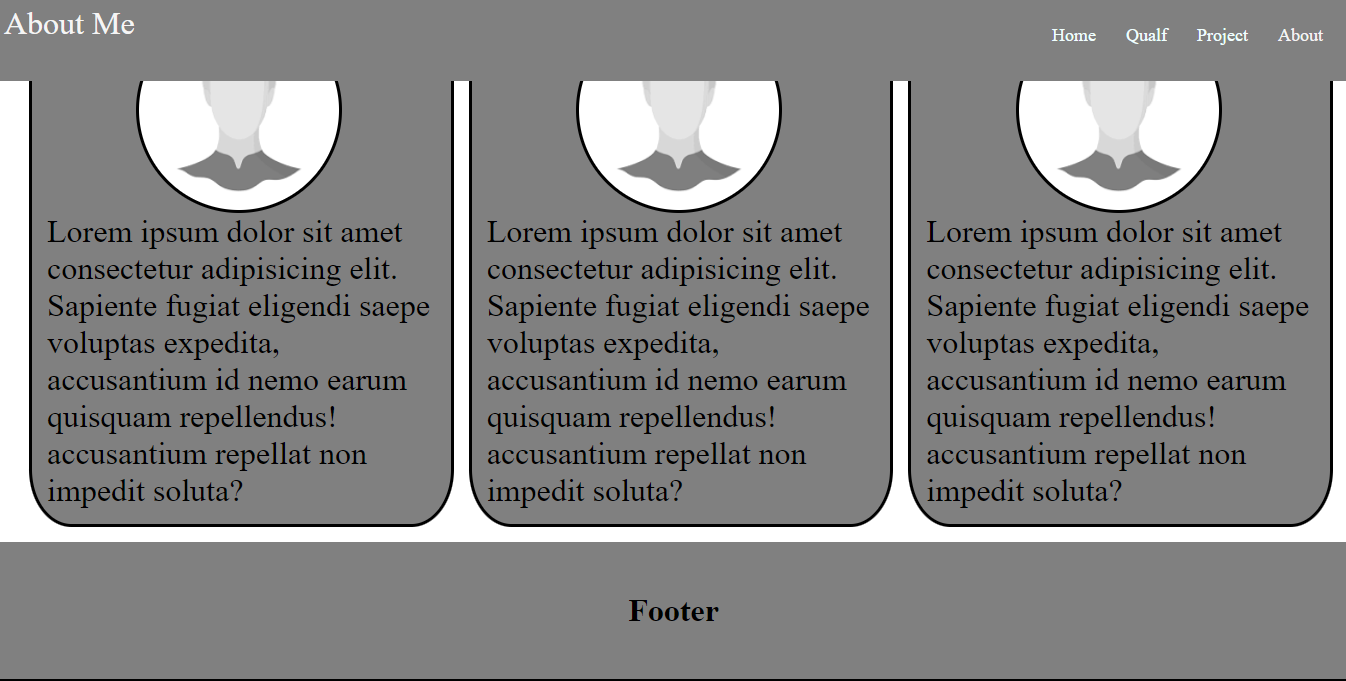 About Me
Home Qualf Project About
Lorem ipsum dolor sit amet
consectetur adipisicing elit.
Sapiente fugiat eligendi saepe
voluptas expedita,
accusantium id nemo earum
quisquam repellendus!
accusantium repellat non
impedit soluta?
Lorem ipsum dolor sit amet
consectetur adipisicing elit.
Sapiente fugiat eligendi saepe
voluptas expedita,
accusantium id nemo earum
quisquam repellendus!
accusantium repellat non
impedit soluta?
Lorem ipsum dolor sit amet
consectetur adipisicing elit.
Sapiente fugiat eligendi saepe
voluptas expedita,
accusantium id nemo earum
quisquam repellendus!
accusantium repellat non
impedit soluta?
Footer